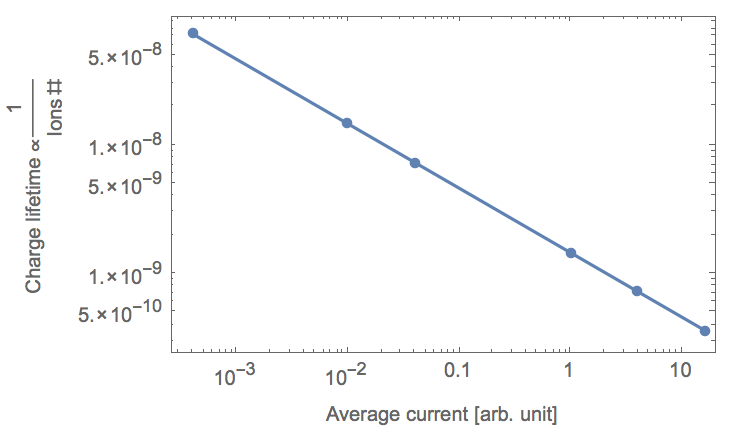 Charge lifetime ∝ 1
Ions #
5.×10⁻⁸
1.×10⁻⁸
5.×10⁻⁹
1.×10⁻⁹
5.×10⁻¹⁰
10⁻³ 10⁻² 0.1 1 10
Average current [arb. unit]